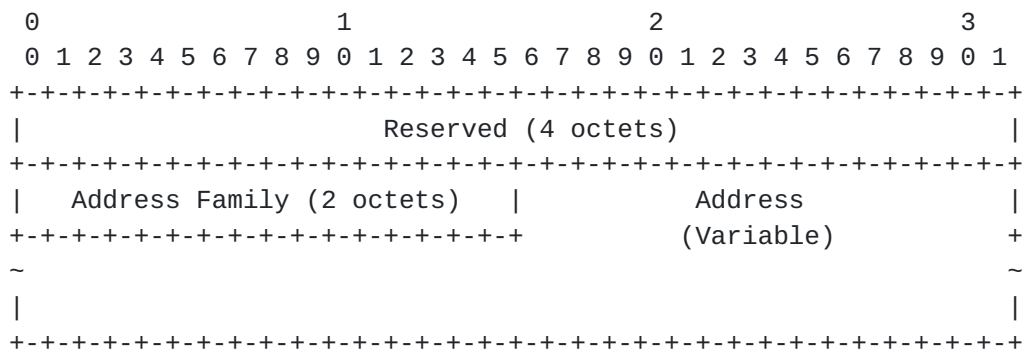 0                   1                   2                   3
 0 1 2 3 4 5 6 7 8 9 0 1 2 3 4 5 6 7 8 9 0 1 2 3 4 5 6 7 8 9 0 1
+-+-+-+-+-+-+-+-+-+-+-+-+-+-+-+-+-+-+-+-+-+-+-+-+-+-+-+-+-+-+-+-+
|                       Reserved (4 octets)                     |
+-+-+-+-+-+-+-+-+-+-+-+-+-+-+-+-+-+-+-+-+-+-+-+-+-+-+-+-+-+-+-+-+
|   Address Family (2 octets)   |           Address             |
+-+-+-+-+-+-+-+-+-+-+-+-+-+-+-+-+          (Variable)           +
~                                                               ~
|                                                               |
+-+-+-+-+-+-+-+-+-+-+-+-+-+-+-+-+-+-+-+-+-+-+-+-+-+-+-+-+-+-+-+-+